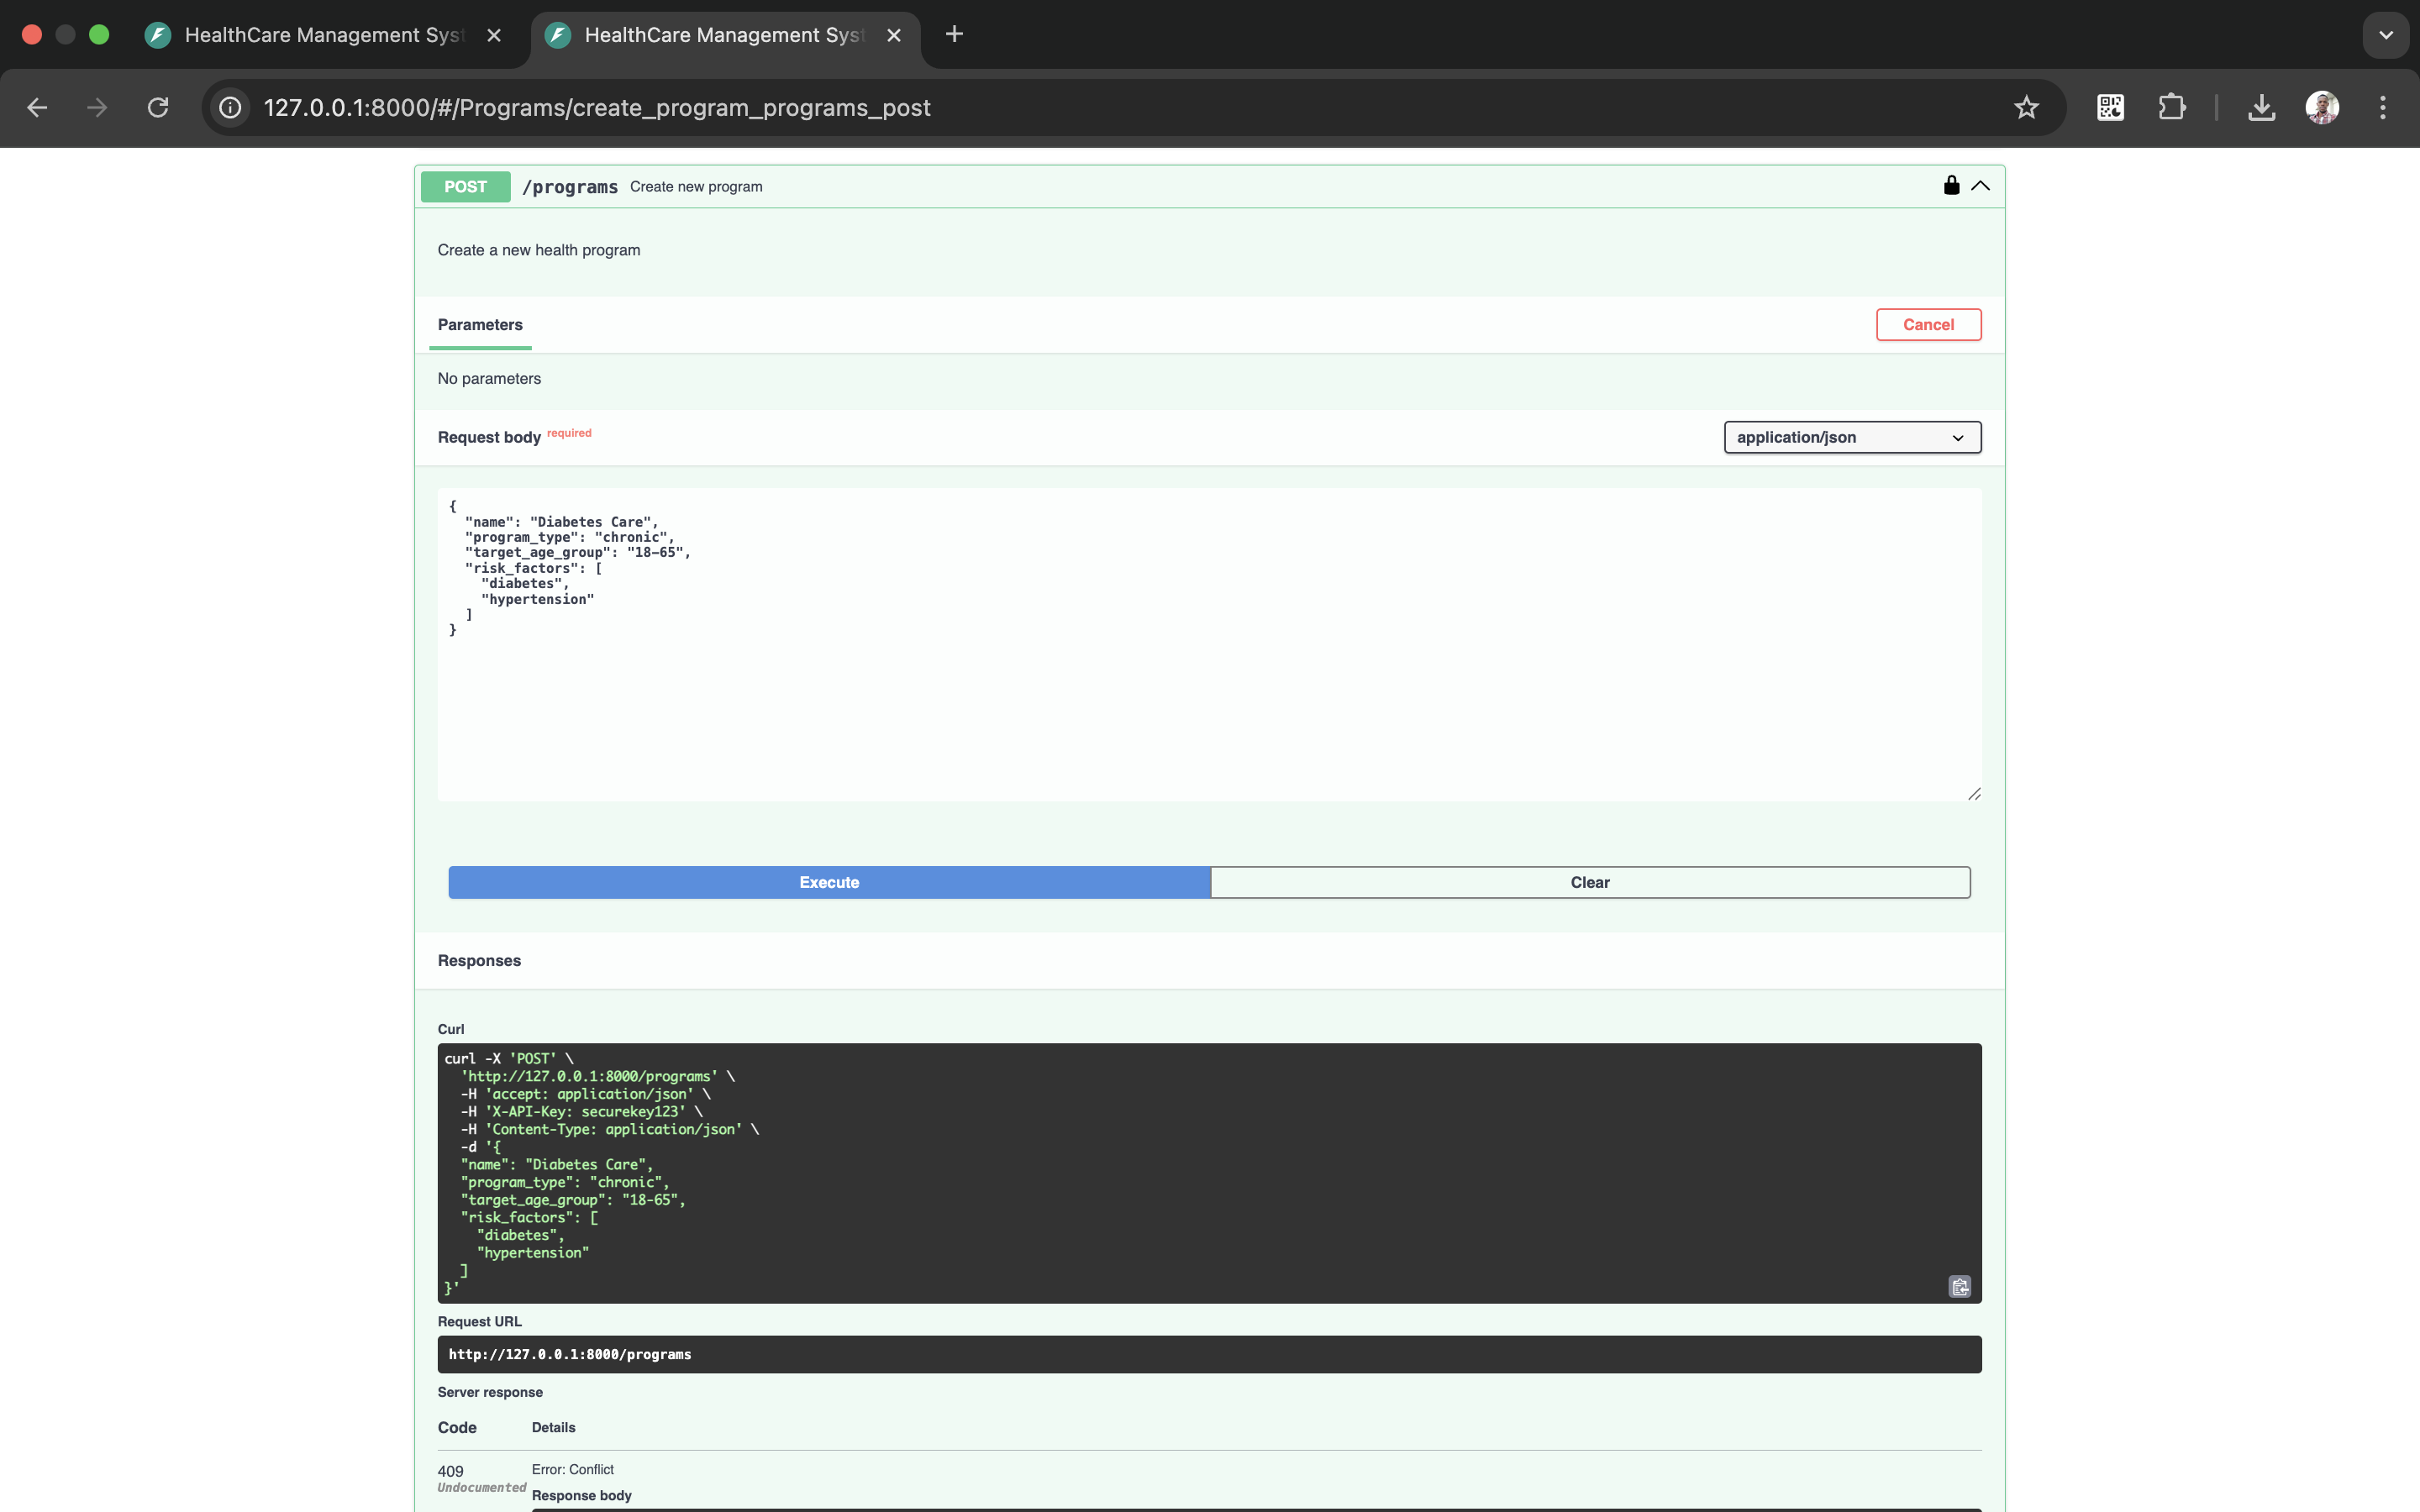 HealthCare Management Syst
HealthCare Management Syst
127.0.0.1:8000/#/Programs/create_program_programs_post
POST /programs Create new program
Create a new health program
Parameters
Cancel
No parameters
Request body required
application/json
{
"name": "Diabetes Care",
"program_type": "chronic",
"target_age_group": "18-65",
"risk_factors": [
"diabetes",
"hypertension"
]
}
Execute
Clear
Responses
Curl
curl -X 'POST' \
'http://127.0.0.1:8000/programs' \
-H 'accept: application/json' \
-H 'X-API-Key: securekey123' \
-H 'Content-Type: application/json' \
-d '{
"name": "Diabetes Care",
"program_type": "chronic",
"target_age_group": "18-65",
"risk_factors": [
"diabetes",
"hypertension"
]
}'
Request URL
http://127.0.0.1:8000/programs
Server response
Code Details
409 Error: Conflict
Undocumented
Response body